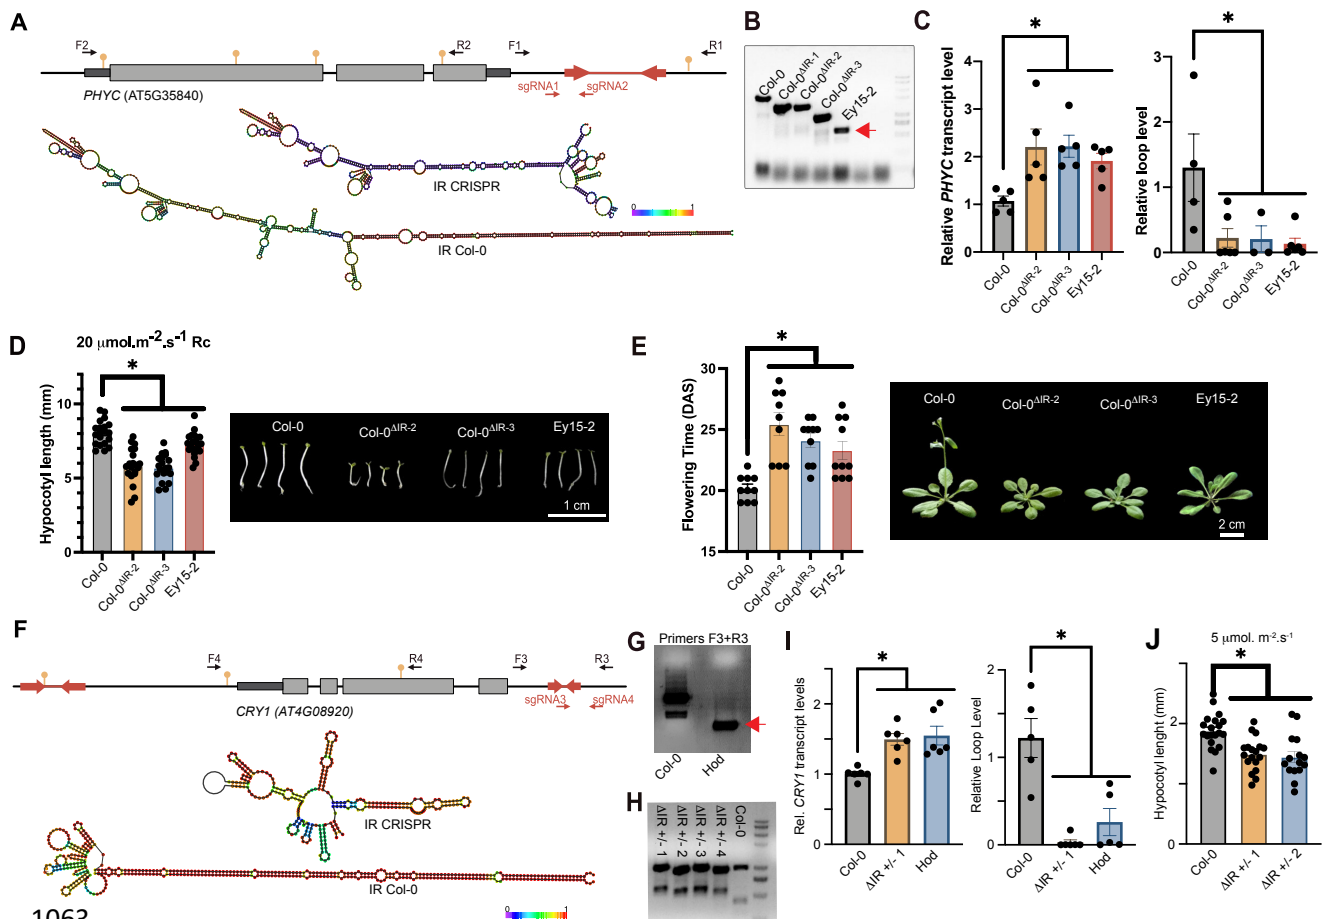 A
F2
R2
F1
R1
PHYC (AT5G35840)
sgRNA1
sgRNA2
IR CRISPR
0
1
IR Col-0
B
Col-0
Col-0ΔIR-1
Col-0ΔIR-2
Col-0ΔIR-3
Ey15-2
C
Relative PHYC transcript level
4
3
2
1
0
*
Col-0
Col-0ΔIR-2
Col-0ΔIR-3
Ey15-2
Relative loop level
3
2
1
0
*
Col-0
Col-0ΔIR-2
Col-0ΔIR-3
Ey15-2
D
20 μmol.m⁻².s⁻¹ Rc
Hypocotyl length (mm)
10
5
0
*
Col-0
Col-0ΔIR-2
Col-0ΔIR-3
Ey15-2
Col-0
Col-0ΔIR-2
Col-0ΔIR-3
Ey15-2
1 cm
E
Flowering Time (DAS)
30
25
20
15
*
Col-0
Col-0ΔIR-2
Col-0ΔIR-3
Ey15-2
Col-0
Col-0ΔIR-2
Col-0ΔIR-3
Ey15-2
2 cm
F
F4
R4
F3
R3
sgRNA3
sgRNA4
CRY1 (AT4G08920)
IR CRISPR
IR Col-0
0
1
1063
G
Primers F3+R3
Col-0
Hod
H
ΔIR +/- 1
ΔIR +/- 2
ΔIR +/- 3
ΔIR +/- 4
Col-0
I
Rel. CRY1 transcript levels
2
1
0
*
Col-0
ΔIR +/- 1
Hod
Relative Loop Level
3
2
1
0
*
Col-0
ΔIR +/- 1
Hod
J
5 μmol. m⁻².s⁻¹
Hypocotyl lenght (mm)
2
0
*
Col-0
ΔIR +/- 1
ΔIR +/- 2